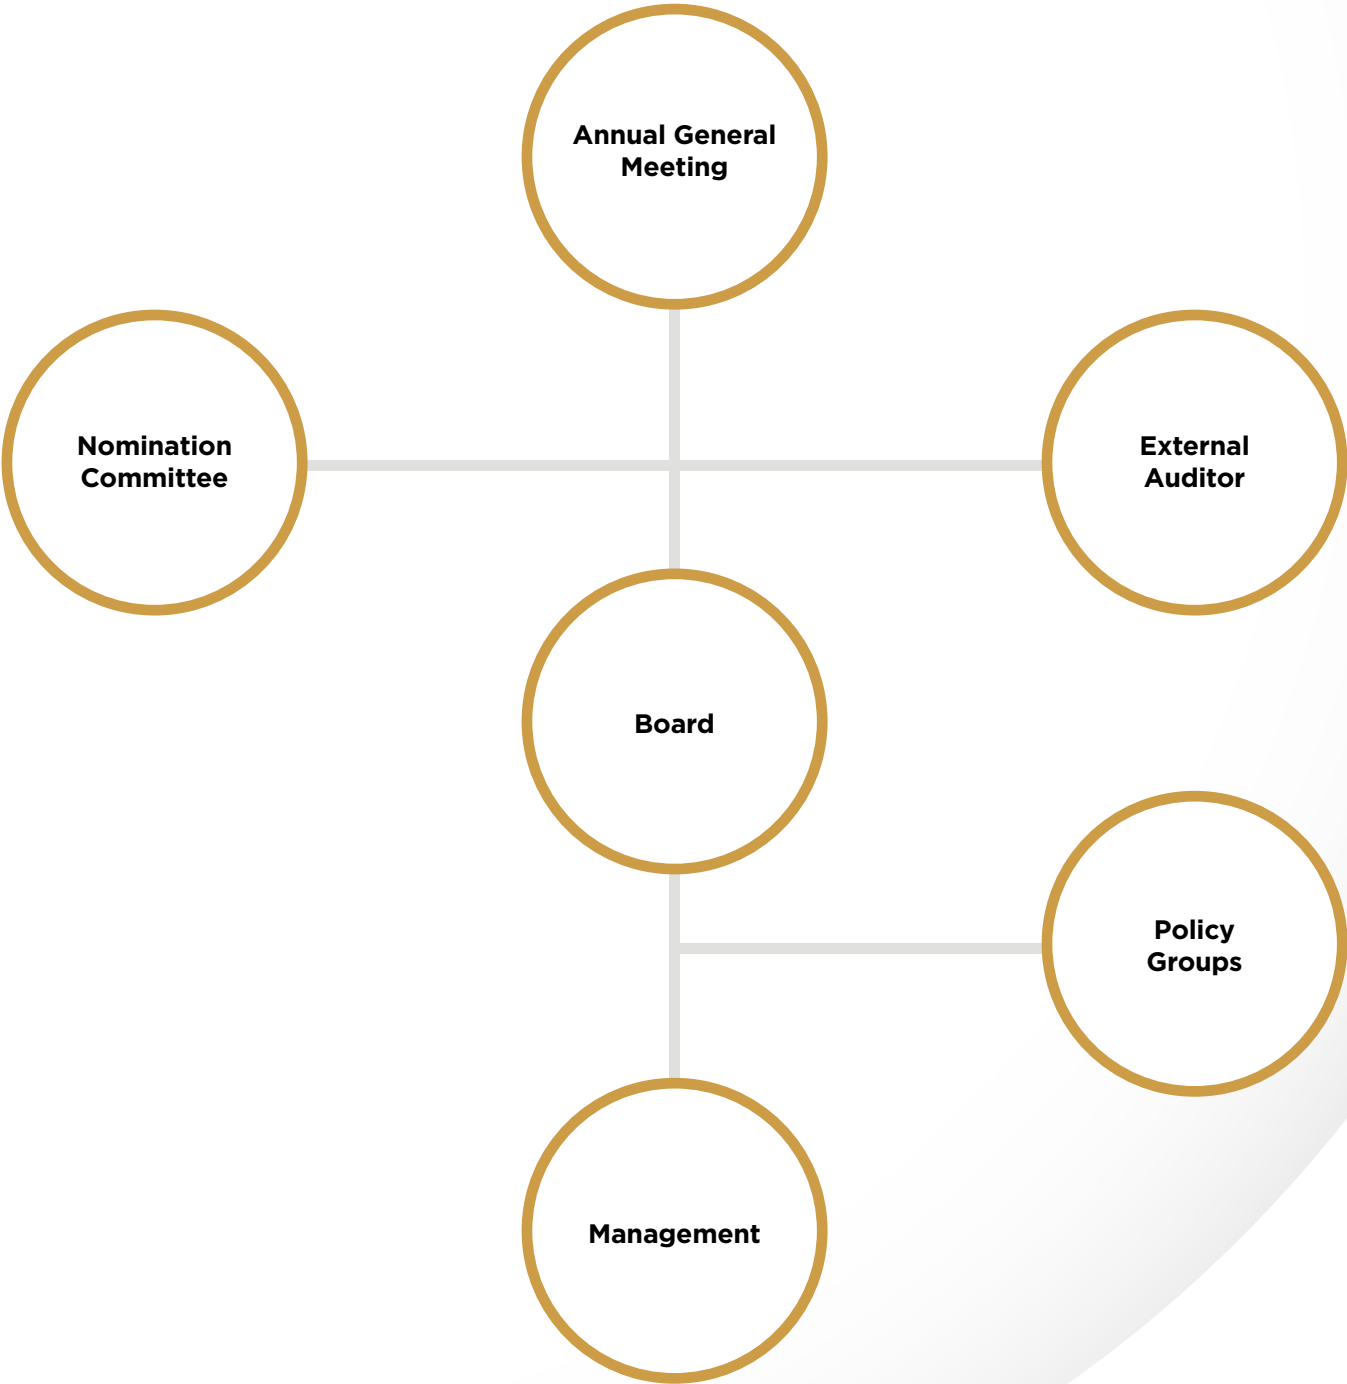 Annual General
Meeting
Nomination
Committee
External
Auditor
Board
Policy
Groups
Management